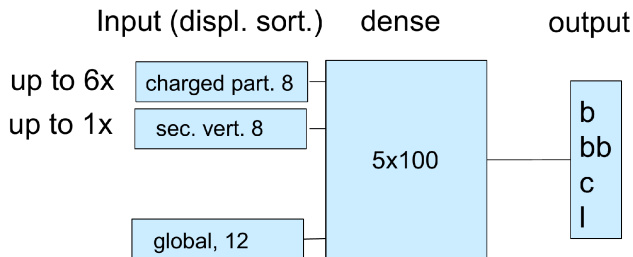 Input (displ. sort.) dense output
up to 6x charged part. 8
up to 1x sec. vert. 8
5x100
global, 12
b
bb
c
l